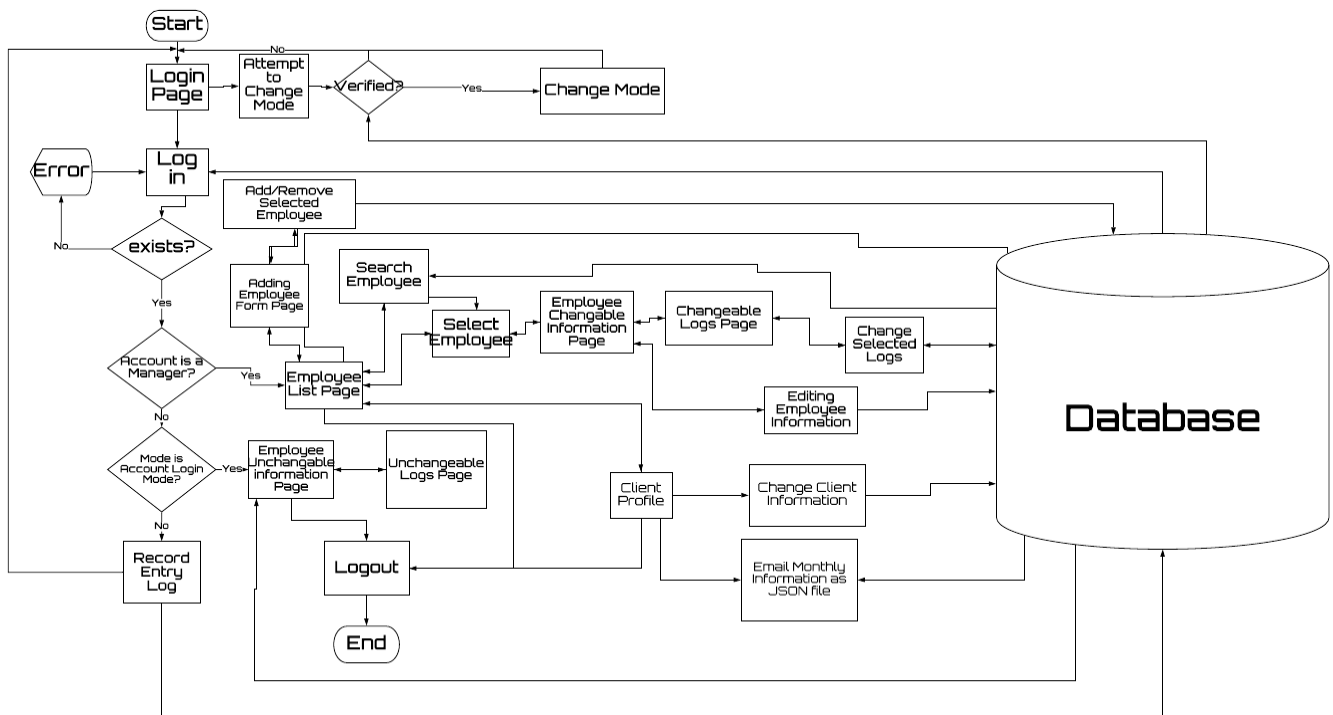 Start
No
Login
Page
Attempt
to
Change
Mode
Verified?
Yes
Change Mode
Error
Log
in
Add/Remove
Selected
Employee
No
exists?
Search
Employee
Adding
Employee
Form Page
Employee
Changable
Information
Page
Changeable
Logs Page
Yes
Select
Employee
Change
Selected
Logs
Account is a
Manager?
Yes
Employee
List Page
Editing
Employee
Information
Database
No
Mode is
Account Login
Mode?
Yes
Employee
Unchangable
information
Page
Unchangeable
Logs Page
Client
Profile
Change Client
Information
No
Record
Entry
Log
Logout
Email Monthly
Information as
JSON file
End